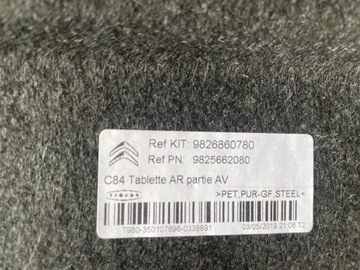 Ref KIT: 9826860780
Ref PN: 9825662080
C84 Tablette AR partie AV
>PET,PUR-GF,STEEL<
T980-350107896-0338891
03/05/2019 21:06 T2